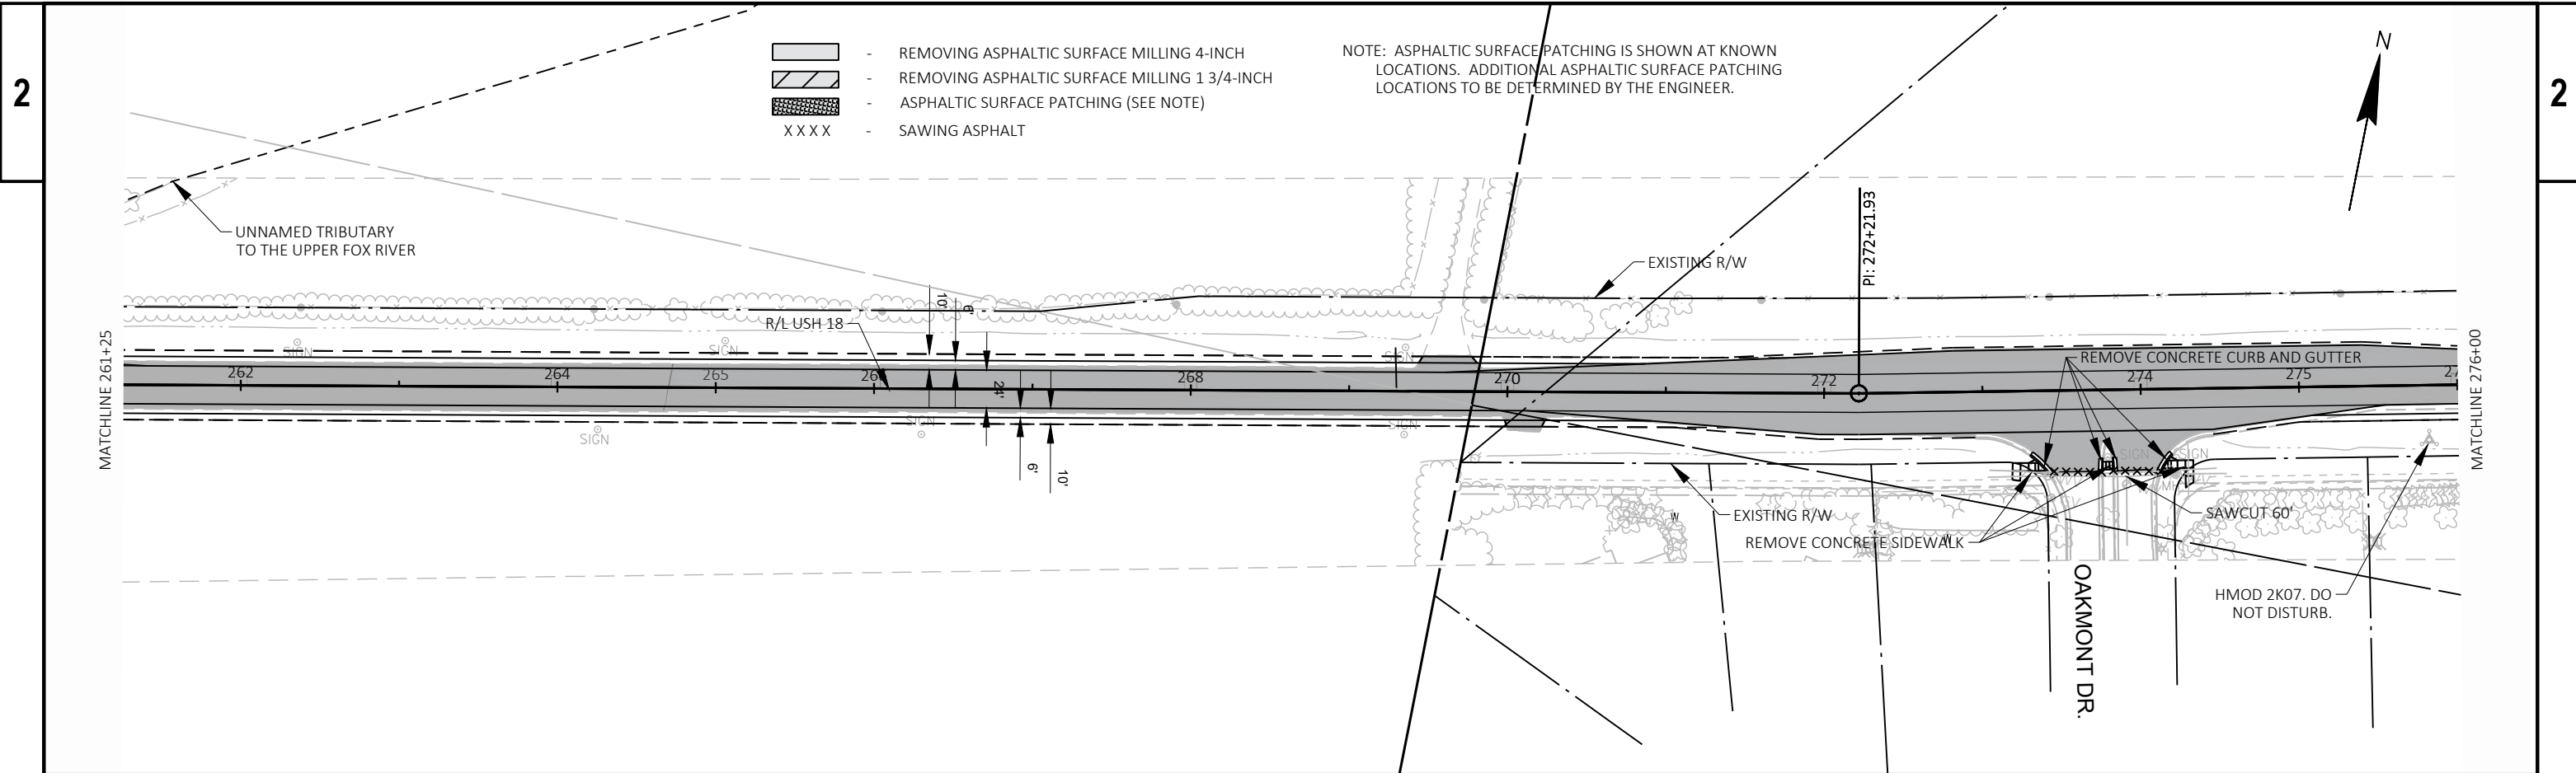 2
2
- REMOVING ASPHALTIC SURFACE MILLING 4-INCH
- REMOVING ASPHALTIC SURFACE MILLING 1 3/4-INCH
- ASPHALTIC SURFACE PATCHING (SEE NOTE)
X X X X - SAWING ASPHALT
NOTE: ASPHALTIC SURFACE PATCHING IS SHOWN AT KNOWN
LOCATIONS. ADDITIONAL ASPHALTIC SURFACE PATCHING
LOCATIONS TO BE DETERMINED BY THE ENGINEER.
N
UNNAMED TRIBUTARY
TO THE UPPER FOX RIVER
PI: 272+21.93
EXISTING R/W
10'
6'
R/L USH 18
MATCHLINE 261+25
MATCHLINE 276+00
SIGN
SIGN
SIGN
REMOVE CONCRETE CURB AND GUTTER
262
264
265
268
270
272
274
275
24'
SIGN
SIGN
SIGN
SIGN
SIGN
6'
10'
EXISTING R/W
W
SAWCUT 60'
REMOVE CONCRETE SIDEWALK
W
OAKMONT DR.
HMOD 2K07. DO
NOT DISTURB.